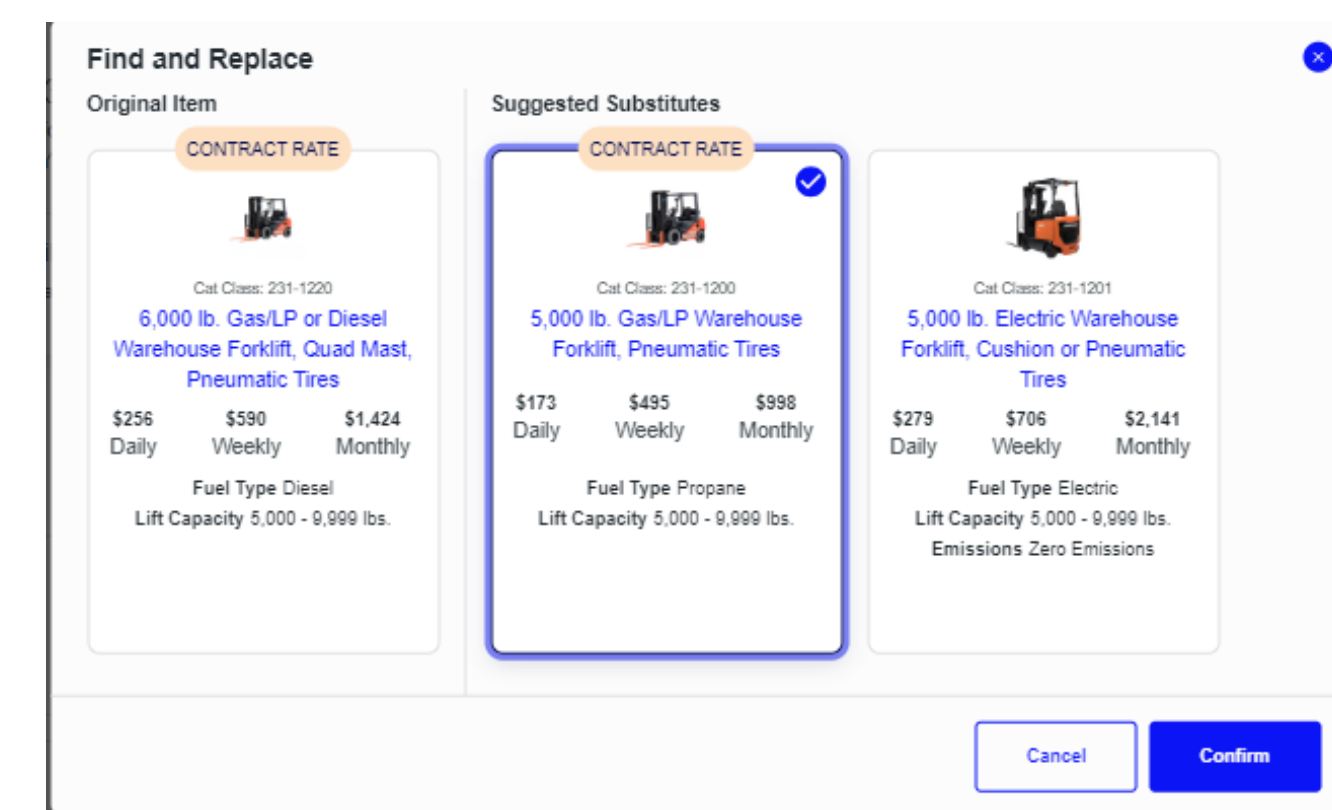 Find and Replace
Original Item
Suggested Substitutes
CONTRACT RATE
Cat Class: 231-1220
6,000 lb. Gas/LP or Diesel
Warehouse Forklift, Quad Mast,
Pneumatic Tires
$256 $590 $1,424
Daily Weekly Monthly
Fuel Type Diesel
Lift Capacity 5,000 - 9,999 lbs.
CONTRACT RATE
Cat Class: 231-1200
5,000 lb. Gas/LP Warehouse
Forklift, Pneumatic Tires
$173 $495 $998
Daily Weekly Monthly
Fuel Type Propane
Lift Capacity 5,000 - 9,999 lbs.
Cat Class: 231-1201
5,000 lb. Electric Warehouse
Forklift, Cushion or Pneumatic
Tires
$279 $706 $2,141
Daily Weekly Monthly
Fuel Type Electric
Lift Capacity 5,000 - 9,999 lbs.
Emissions Zero Emissions
Cancel
Confirm